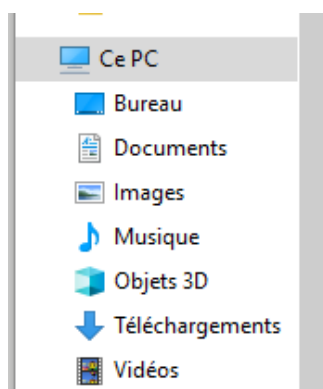 Ce PC
Bureau
Documents
Images
Musique
Objets 3D
Téléchargements
Vidéos